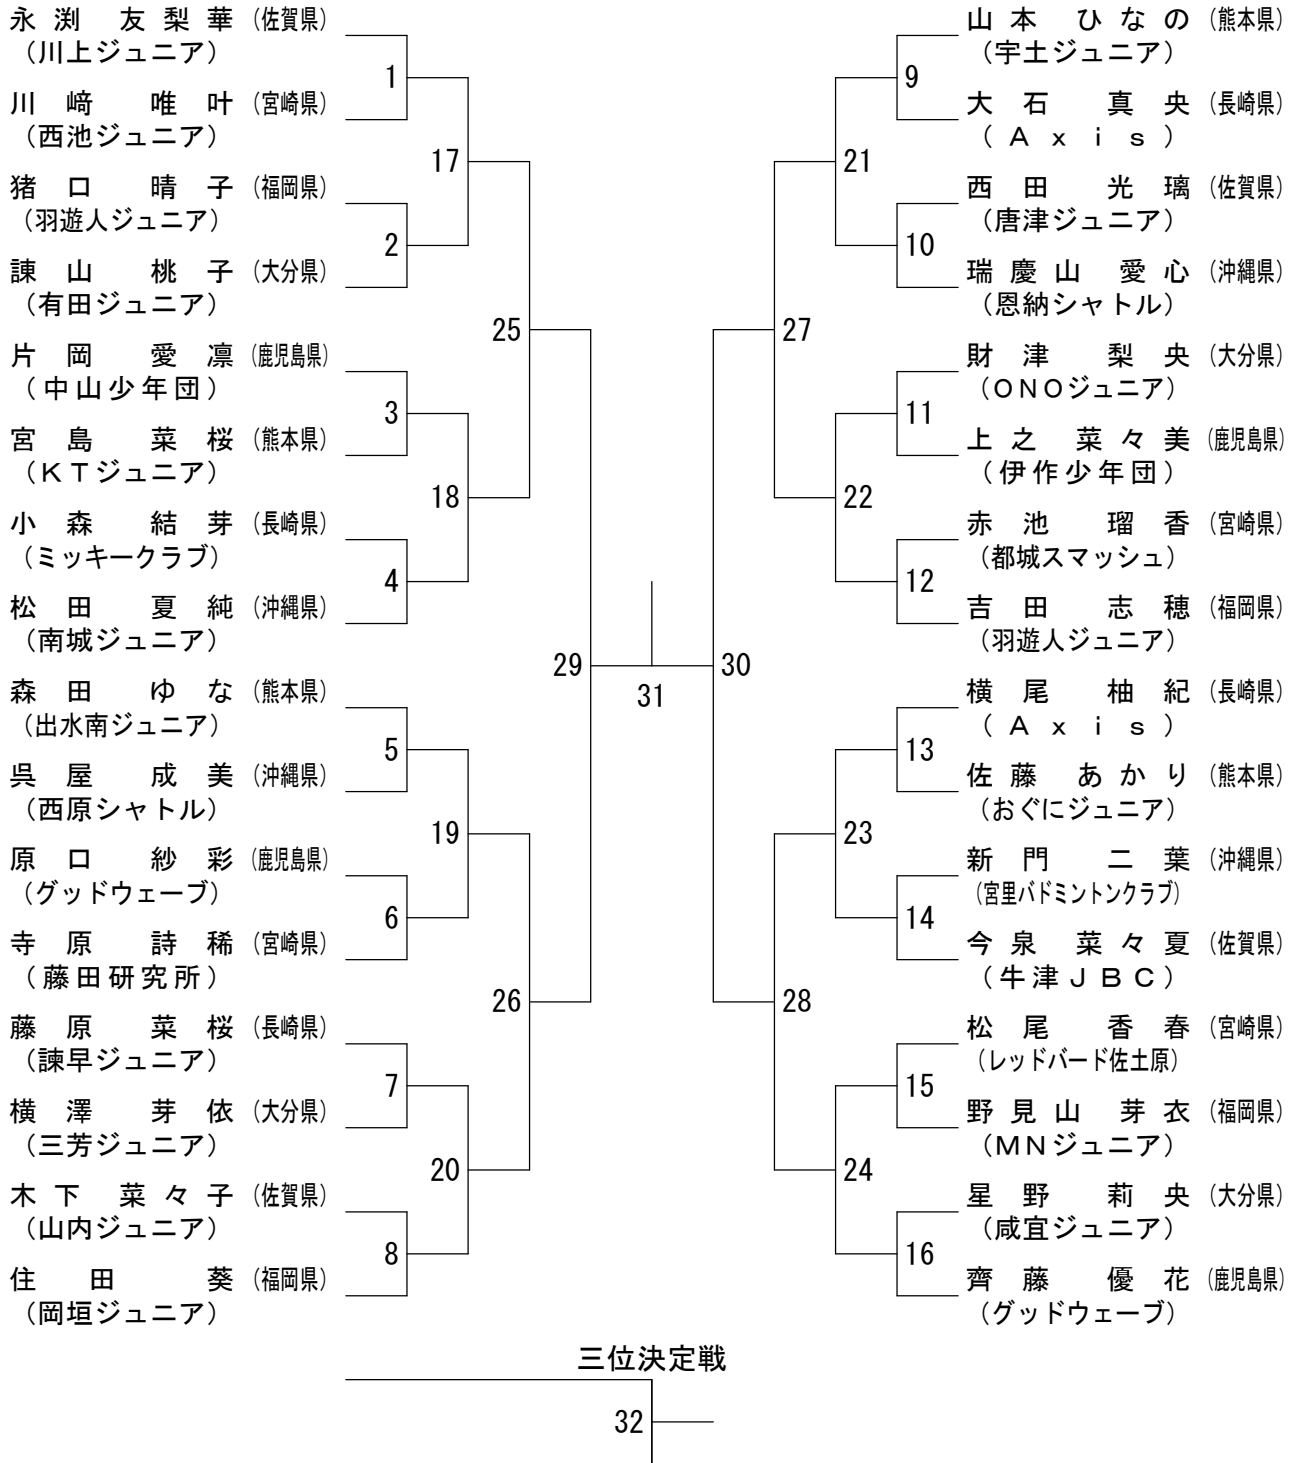 永渕 友梨華 (佐賀県)
(川上ジュニア)
1
川﨑 唯叶 (宮崎県)
(西池ジュニア)
17
猪口 晴子 (福岡県)
(羽遊人ジュニア)
2
諌山 桃子 (大分県)
(有田ジュニア)
25
片岡 愛凛 (鹿児島県)
(中山少年団)
3
宮島 菜桜 (熊本県)
(KTジュニア)
18
小森 結芽 (長崎県)
(ミッキークラブ)
4
松田 夏純 (沖縄県)
(南城ジュニア)
29
森田 ゆな (熊本県)
(出水南ジュニア)
5
呉屋 成美 (沖縄県)
(西原シャトル)
19
原口 紗彩 (鹿児島県)
(グッドウェーブ)
6
寺原 詩稀 (宮崎県)
(藤田研究所)
26
藤原 菜桜 (長崎県)
(諫早ジュニア)
7
横澤 芽依 (大分県)
(三芳ジュニア)
20
木下 菜々子 (佐賀県)
(山内ジュニア)
8
住田 葵 (福岡県)
(岡垣ジュニア)
31
山本 ひなの (熊本県)
(宇土ジュニア)
9
大石 真央 (長崎県)
(Axis)
21
西田 光璃 (佐賀県)
(唐津ジュニア)
10
瑞慶山 愛心 (沖縄県)
(恩納シャトル)
27
財津 梨央 (大分県)
(ONOジュニア)
11
上之 菜々美 (鹿児島県)
(伊作少年団)
22
赤池 瑠香 (宮崎県)
(都城スマッシュ)
12
吉田 志穂 (福岡県)
(羽遊人ジュニア)
30
横尾 柚紀 (長崎県)
(Axis)
13
佐藤 あかり (熊本県)
(おぐにジュニア)
23
新門 二葉 (沖縄県)
(宮里バドミントンクラブ)
14
今泉 菜々夏 (佐賀県)
(牛津JBC)
28
松尾 香春 (宮崎県)
(レッドバード佐土原)
15
野見山 芽衣 (福岡県)
(MNジュニア)
24
星野 莉央 (大分県)
(咸宜ジュニア)
16
齊藤 優花 (鹿児島県)
(グッドウェーブ)
三位決定戦
32